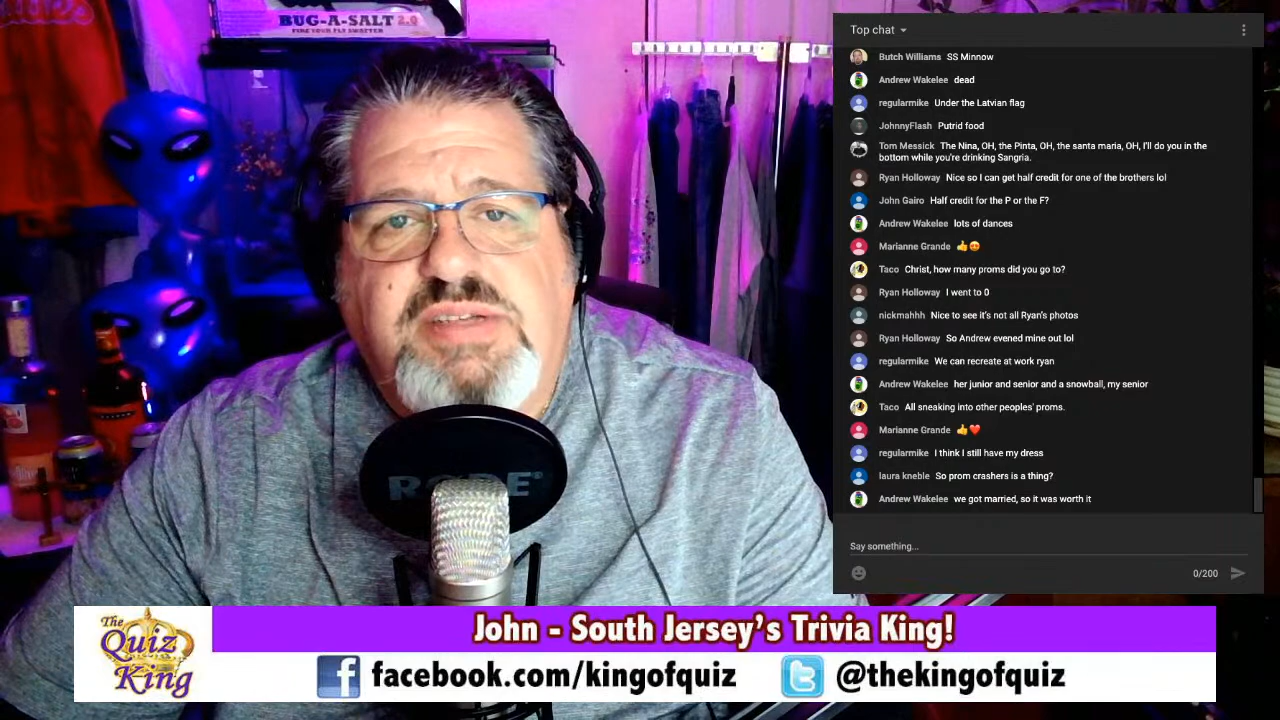 BUG-A-SALT 2.0
FIRE YOUR FLY SWATTER
Top chat
Butch Williams SS Minnow
Andrew Wakelee dead
regularmike Under the Latvian flag
JohnnyFlash Putrid food
Tom Messick The Nina, OH, the Pinta, OH, the santa maria, OH, I'll do you in the
bottom while you're drinking Sangria.
Ryan Holloway Nice so I can get half credit for one of the brothers lol
John Gairo Half credit for the P or the F?
Andrew Wakelee lots of dances
Marianne Grande 👍😍
Taco Christ, how many proms did you go to?
Ryan Holloway I went to 0
nickmahhh Nice to see it's not all Ryan's photos
Ryan Holloway So Andrew evened mine out lol
regularmike We can recreate at work ryan
Andrew Wakelee her junior and senior and a snowball, my senior
Taco All sneaking into other peoples' proms.
Marianne Grande 👍❤️
regularmike I think I still have my dress
laura kneble So prom crashers is a thing?
Andrew Wakelee we got married, so it was worth it
Say something...
0/200
RODE
The
Quiz
King
John - South Jersey's Trivia King!
facebook.com/kingofquiz
@thekingofquiz